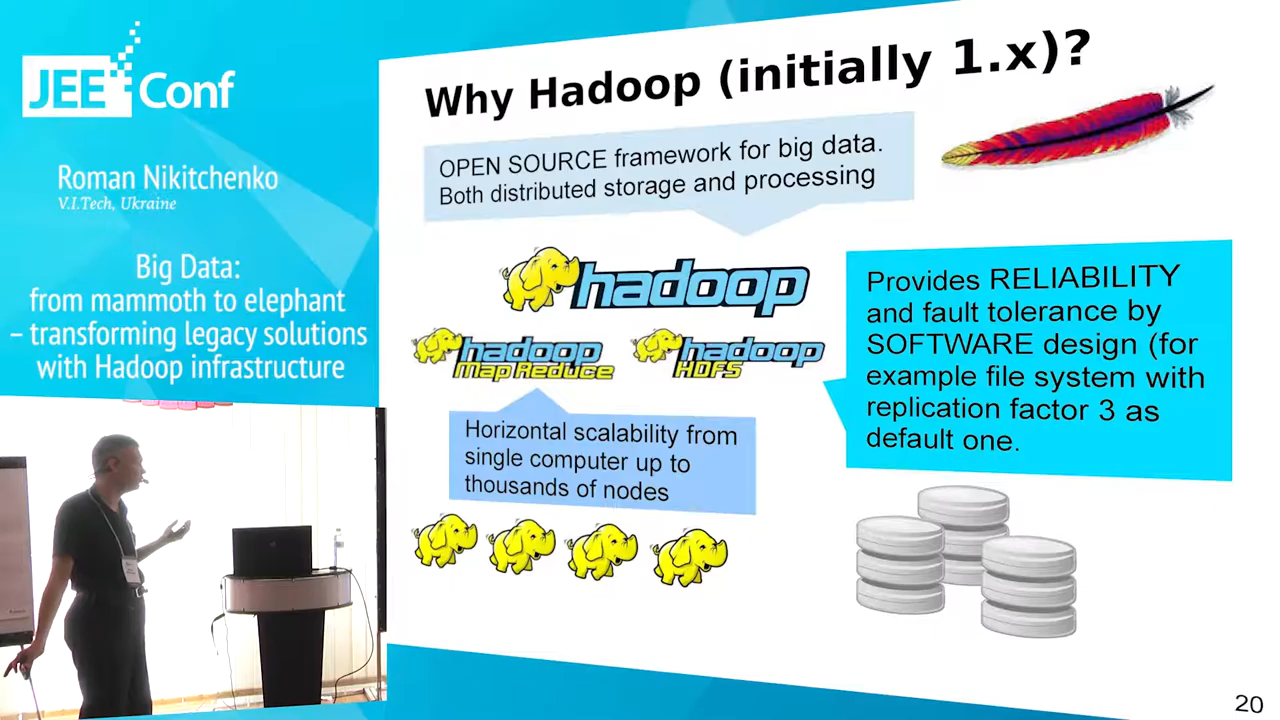 JEE Conf
Roman Nikitchenko
V.I.Tech, Ukraine
Big Data:
from mammoth to elephant
– transforming legacy solutions
with Hadoop infrastructure
Why Hadoop (initially 1.x)?
OPEN SOURCE framework for big data.
Both distributed storage and processing
hadoop
hadoop
Map Reduce
hadoop
HDFS
Provides RELIABILITY
and fault tolerance by
SOFTWARE design (for
example file system with
replication factor 3 as
default one.
Horizontal scalability from
single computer up to
thousands of nodes
20